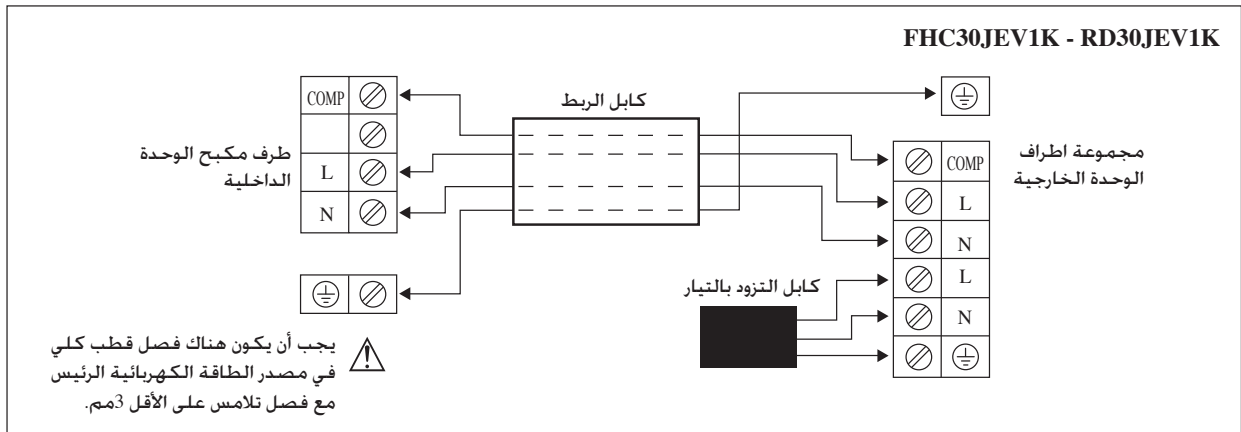 FHC30JEV1K - RD30JEV1K
كابل الربط
COMP
L
N
طرف مكبح الوحدة
الداخلية
مجموعة اطراف
الوحدة الخارجية
COMP
L
N
L
N
كابل التزود بالتيار
يجب أن يكون هناك فصل قطب كلي
في مصدر الطاقة الكهربائية الرئيس
مع فصل تلامس على الأقل 3مم.